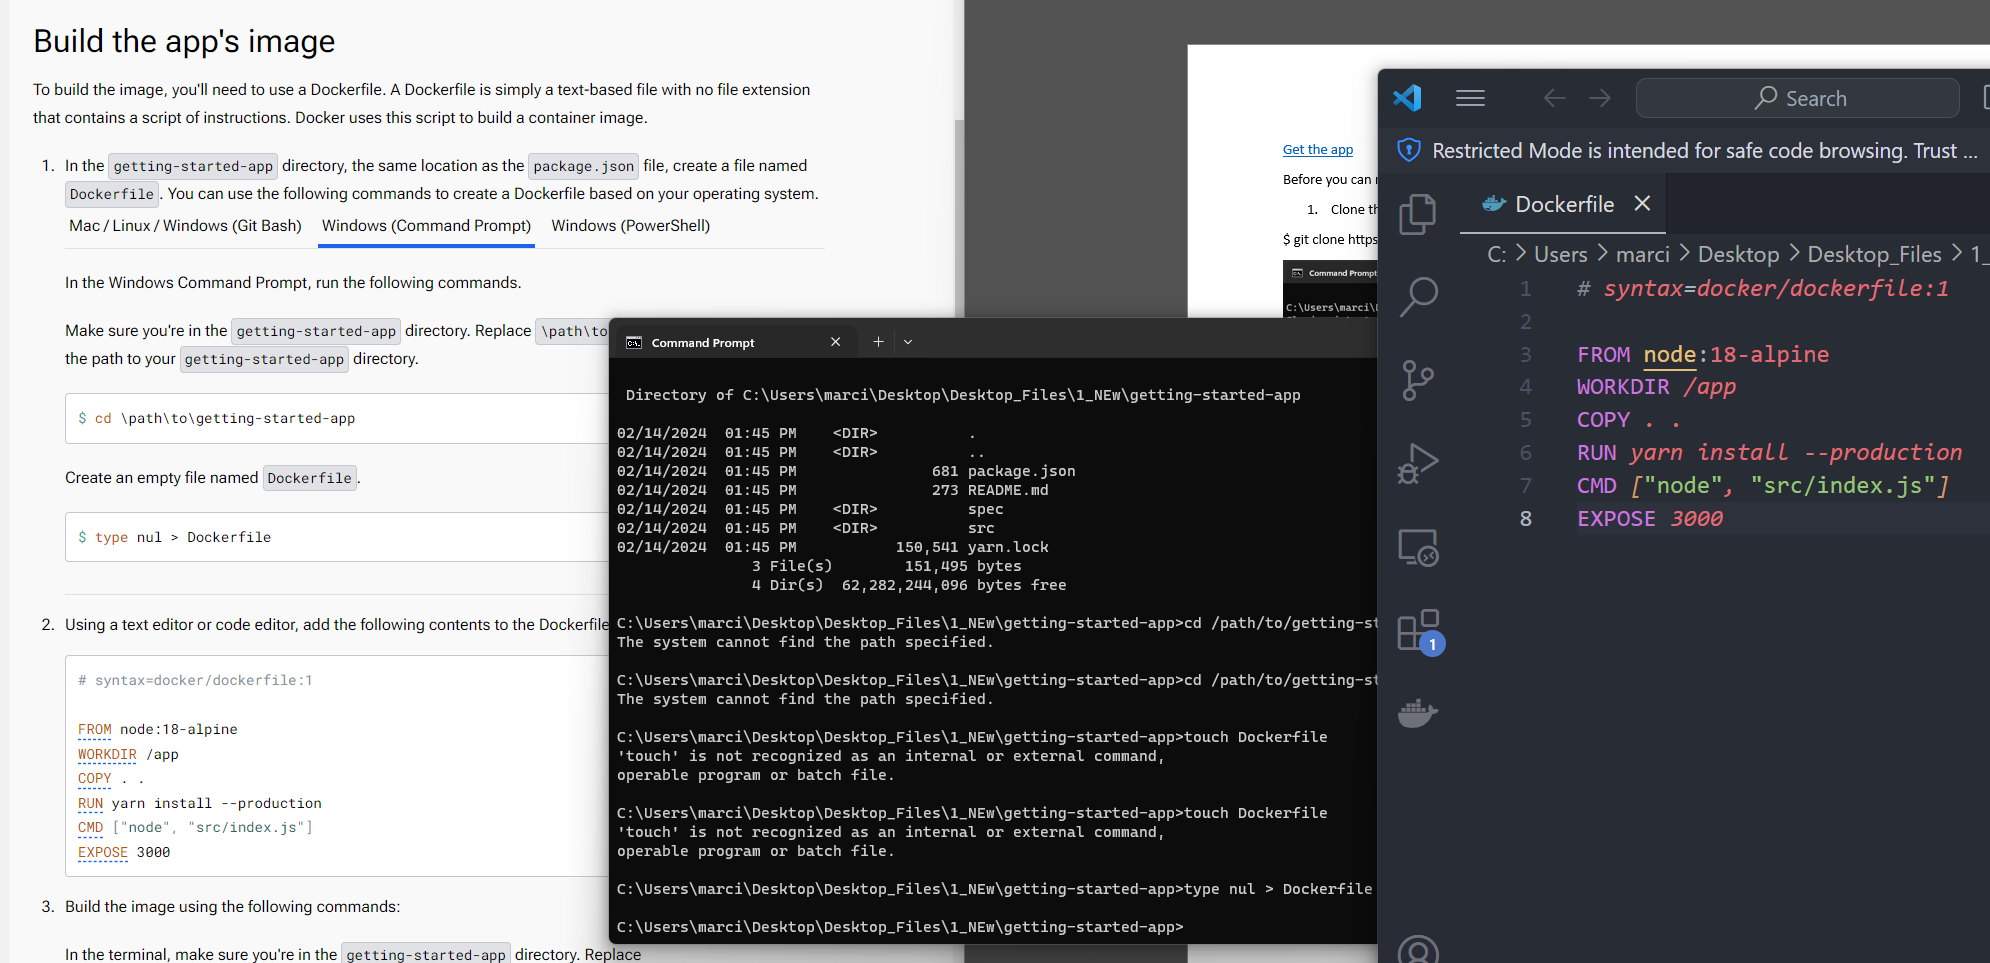 Build the app's image
To build the image, you'll need to use a Dockerfile. A Dockerfile is simply a text-based file with no file extension
that contains a script of instructions. Docker uses this script to build a container image.
1. In the getting-started-app directory, the same location as the package.json file, create a file named
Dockerfile. You can use the following commands to create a Dockerfile based on your operating system.
Mac / Linux / Windows (Git Bash) Windows (Command Prompt) Windows (PowerShell)
In the Windows Command Prompt, run the following commands.
Make sure you're in the getting-started-app directory. Replace \path\to
the path to your getting-started-app directory.
$ cd \path\to\getting-started-app
Create an empty file named Dockerfile.
$ type nul > Dockerfile
2. Using a text editor or code editor, add the following contents to the Dockerfile
# syntax=docker/dockerfile:1
FROM node:18-alpine
WORKDIR /app
COPY . .
RUN yarn install --production
CMD ["node", "src/index.js"]
EXPOSE 3000
3. Build the image using the following commands:
In the terminal, make sure you're in the getting-started-app directory. Replace
Get the app
Before you can
1. Clone th
$ git clone https
Command Prompt
C:\Users\marci\
Command Prompt
Directory of C:\Users\marci\Desktop\Desktop_Files\1_NEw\getting-started-app
02/14/2024 01:45 PM <DIR> .
02/14/2024 01:45 PM <DIR> ..
02/14/2024 01:45 PM 681 package.json
02/14/2024 01:45 PM 273 README.md
02/14/2024 01:45 PM <DIR> spec
02/14/2024 01:45 PM <DIR> src
02/14/2024 01:45 PM 150,541 yarn.lock
3 File(s) 151,495 bytes
4 Dir(s) 62,282,244,096 bytes free
C:\Users\marci\Desktop\Desktop_Files\1_NEw\getting-started-app>cd /path/to/getting-st
The system cannot find the path specified.
C:\Users\marci\Desktop\Desktop_Files\1_NEw\getting-started-app>cd /path/to/getting-st
The system cannot find the path specified.
C:\Users\marci\Desktop\Desktop_Files\1_NEw\getting-started-app>touch Dockerfile
'touch' is not recognized as an internal or external command,
operable program or batch file.
C:\Users\marci\Desktop\Desktop_Files\1_NEw\getting-started-app>touch Dockerfile
'touch' is not recognized as an internal or external command,
operable program or batch file.
C:\Users\marci\Desktop\Desktop_Files\1_NEw\getting-started-app>type nul > Dockerfile
C:\Users\marci\Desktop\Desktop_Files\1_NEw\getting-started-app>
Search
Restricted Mode is intended for safe code browsing. Trust ...
Dockerfile
C: > Users > marci > Desktop > Desktop_Files > 1_
1 # syntax=docker/dockerfile:1
2
3 FROM node:18-alpine
4 WORKDIR /app
5 COPY . .
6 RUN yarn install --production
7 CMD ["node", "src/index.js"]
8 EXPOSE 3000
1